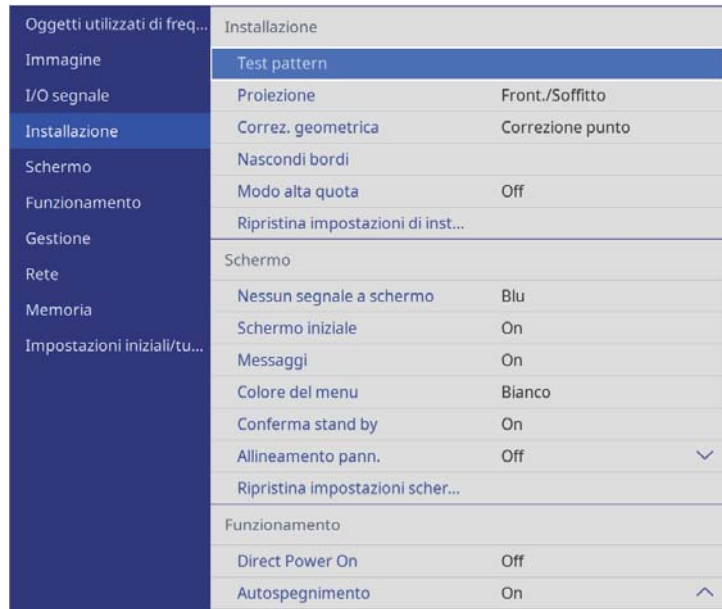 Oggetti utilizzati di freq...
Immagine
I/O segnale
Installazione
Schermo
Funzionamento
Gestione
Rete
Memoria
Impostazioni iniziali/tu...
Installazione
Test pattern
Proiezione Front./Soffitto
Correz. geometrica Correzione punto
Nascondi bordi
Modo alta quota Off
Ripristina impostazioni di inst...
Schermo
Nessun segnale a schermo Blu
Schermo iniziale On
Messaggi On
Colore del menu Bianco
Conferma stand by On
Allineamento pann. Off
Ripristina impostazioni scher...
Funzionamento
Direct Power On Off
Autospegnimento On